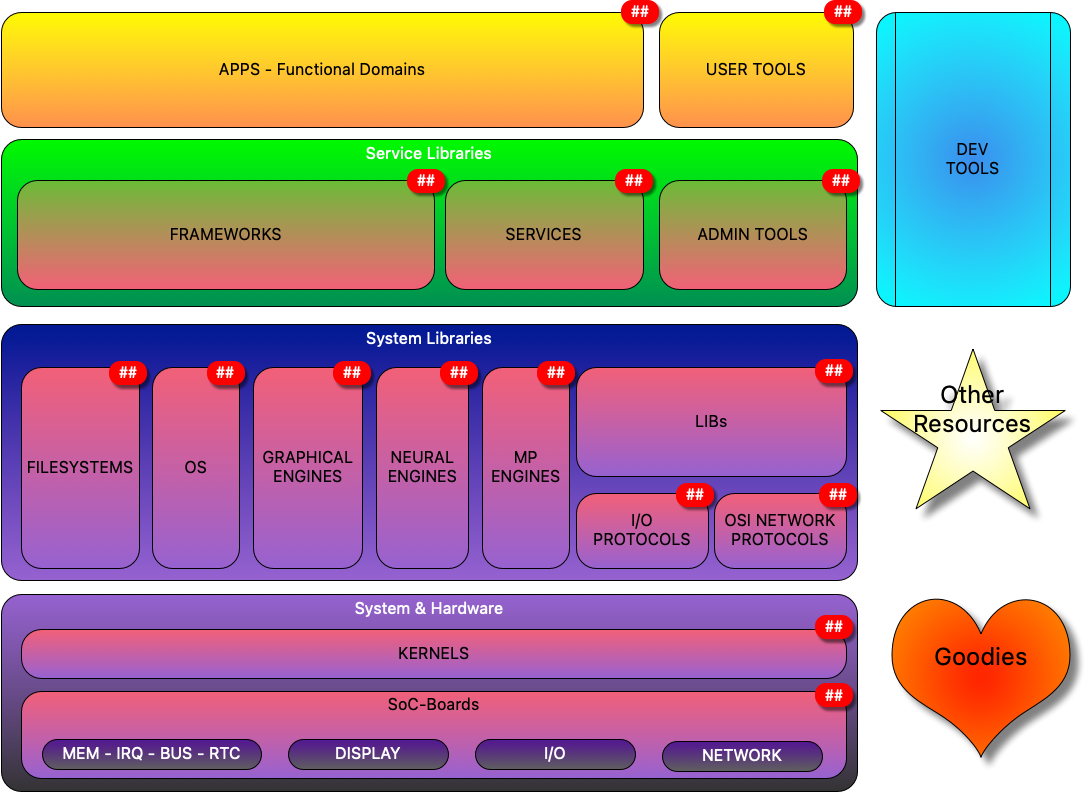 ##
##
APPS - Functional Domains
USER TOOLS
DEV
TOOLS
Service Libraries
##
##
##
FRAMEWORKS
SERVICES
ADMIN TOOLS
System Libraries
##
##
##
##
##
##
FILESYSTEMS
OS
GRAPHICAL
ENGINES
NEURAL
ENGINES
MP
ENGINES
LIBs
##
##
I/O
PROTOCOLS
OSI NETWORK
PROTOCOLS
Other
Resources
System & Hardware
##
KERNELS
##
SoC-Boards
MEM - IRQ - BUS - RTC
DISPLAY
I/O
NETWORK
Goodies